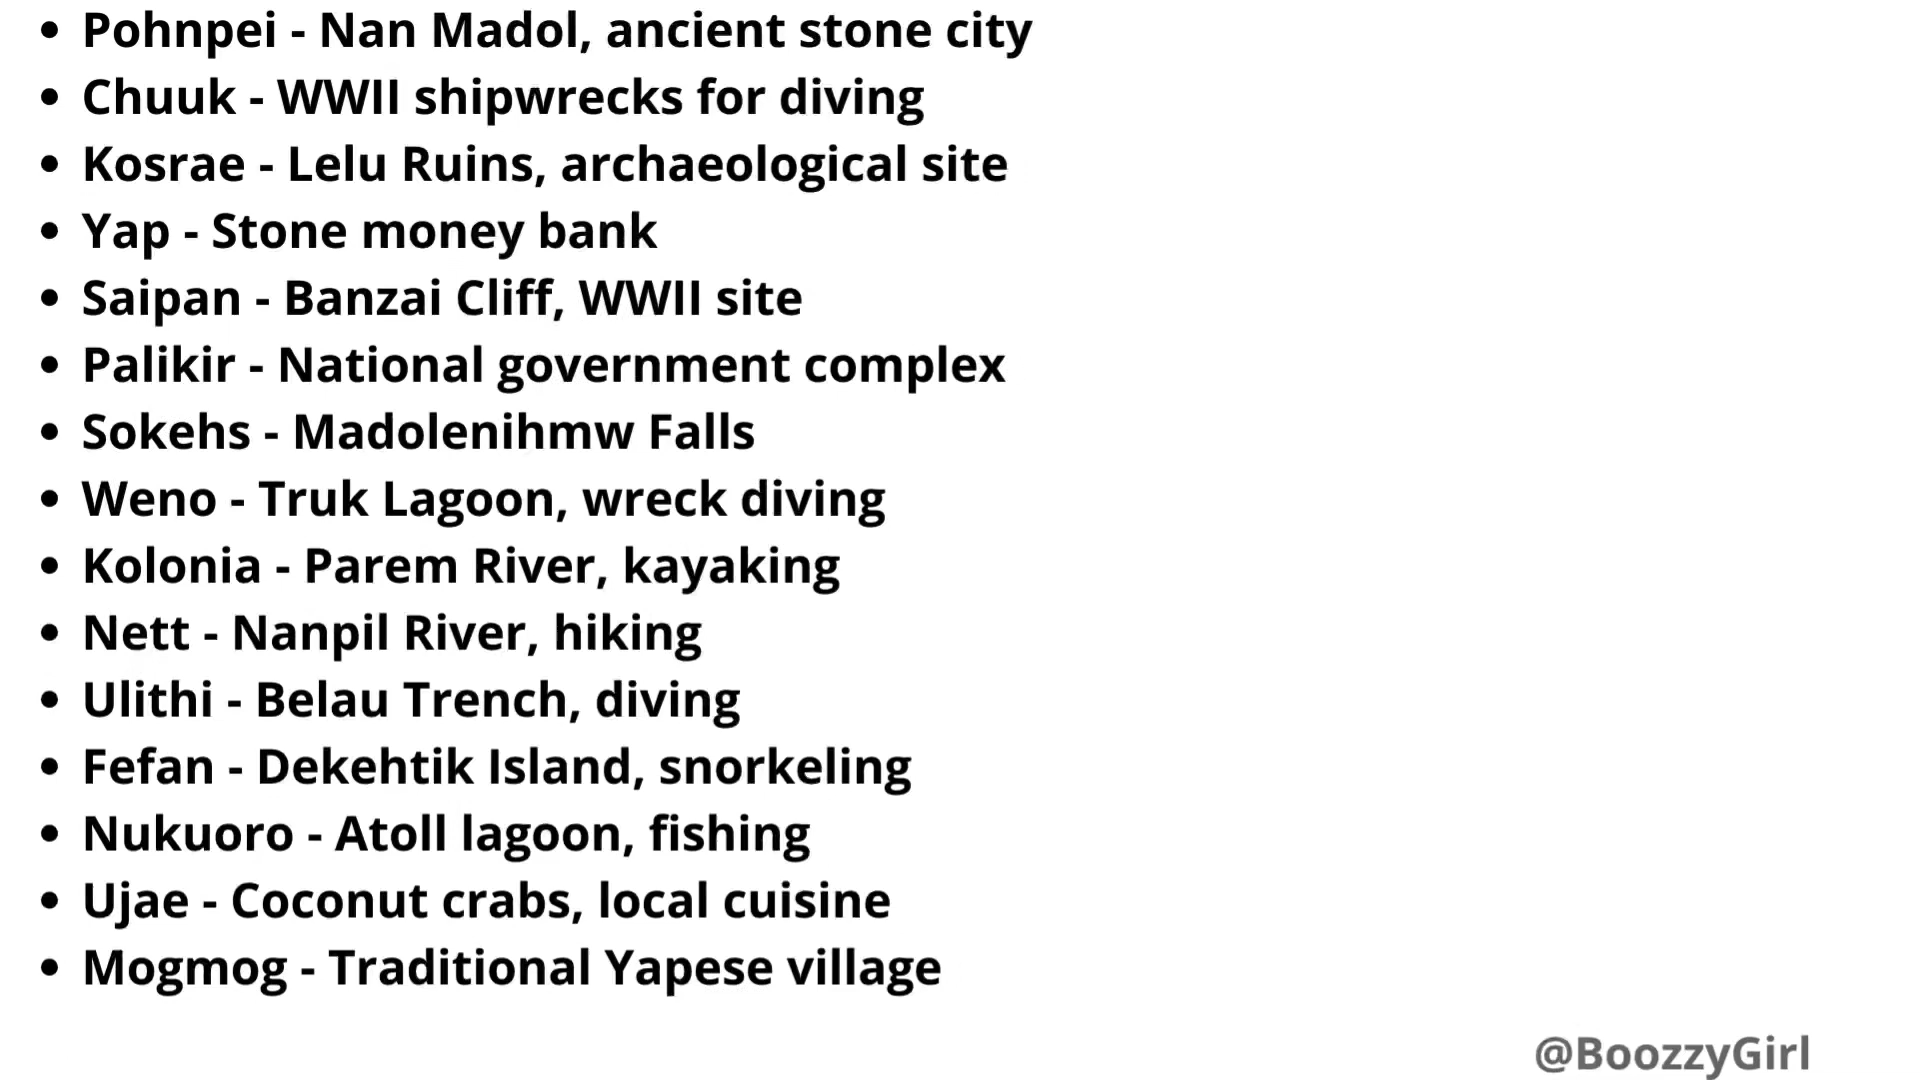 • Pohnpei - Nan Madol, ancient stone city
• Chuuk - WWII shipwrecks for diving
• Kosrae - Lelu Ruins, archaeological site
• Yap - Stone money bank
• Saipan - Banzai Cliff, WWII site
• Palikir - National government complex
• Sokehs - Madolenihmw Falls
• Weno - Truk Lagoon, wreck diving
• Kolonia - Parem River, kayaking
• Nett - Nanpil River, hiking
• Ulithi - Belau Trench, diving
• Fefan - Dekehtik Island, snorkeling
• Nukuoro - Atoll lagoon, fishing
• Ujae - Coconut crabs, local cuisine
• Mogmog - Traditional Yapese village
@BoozzyGirl